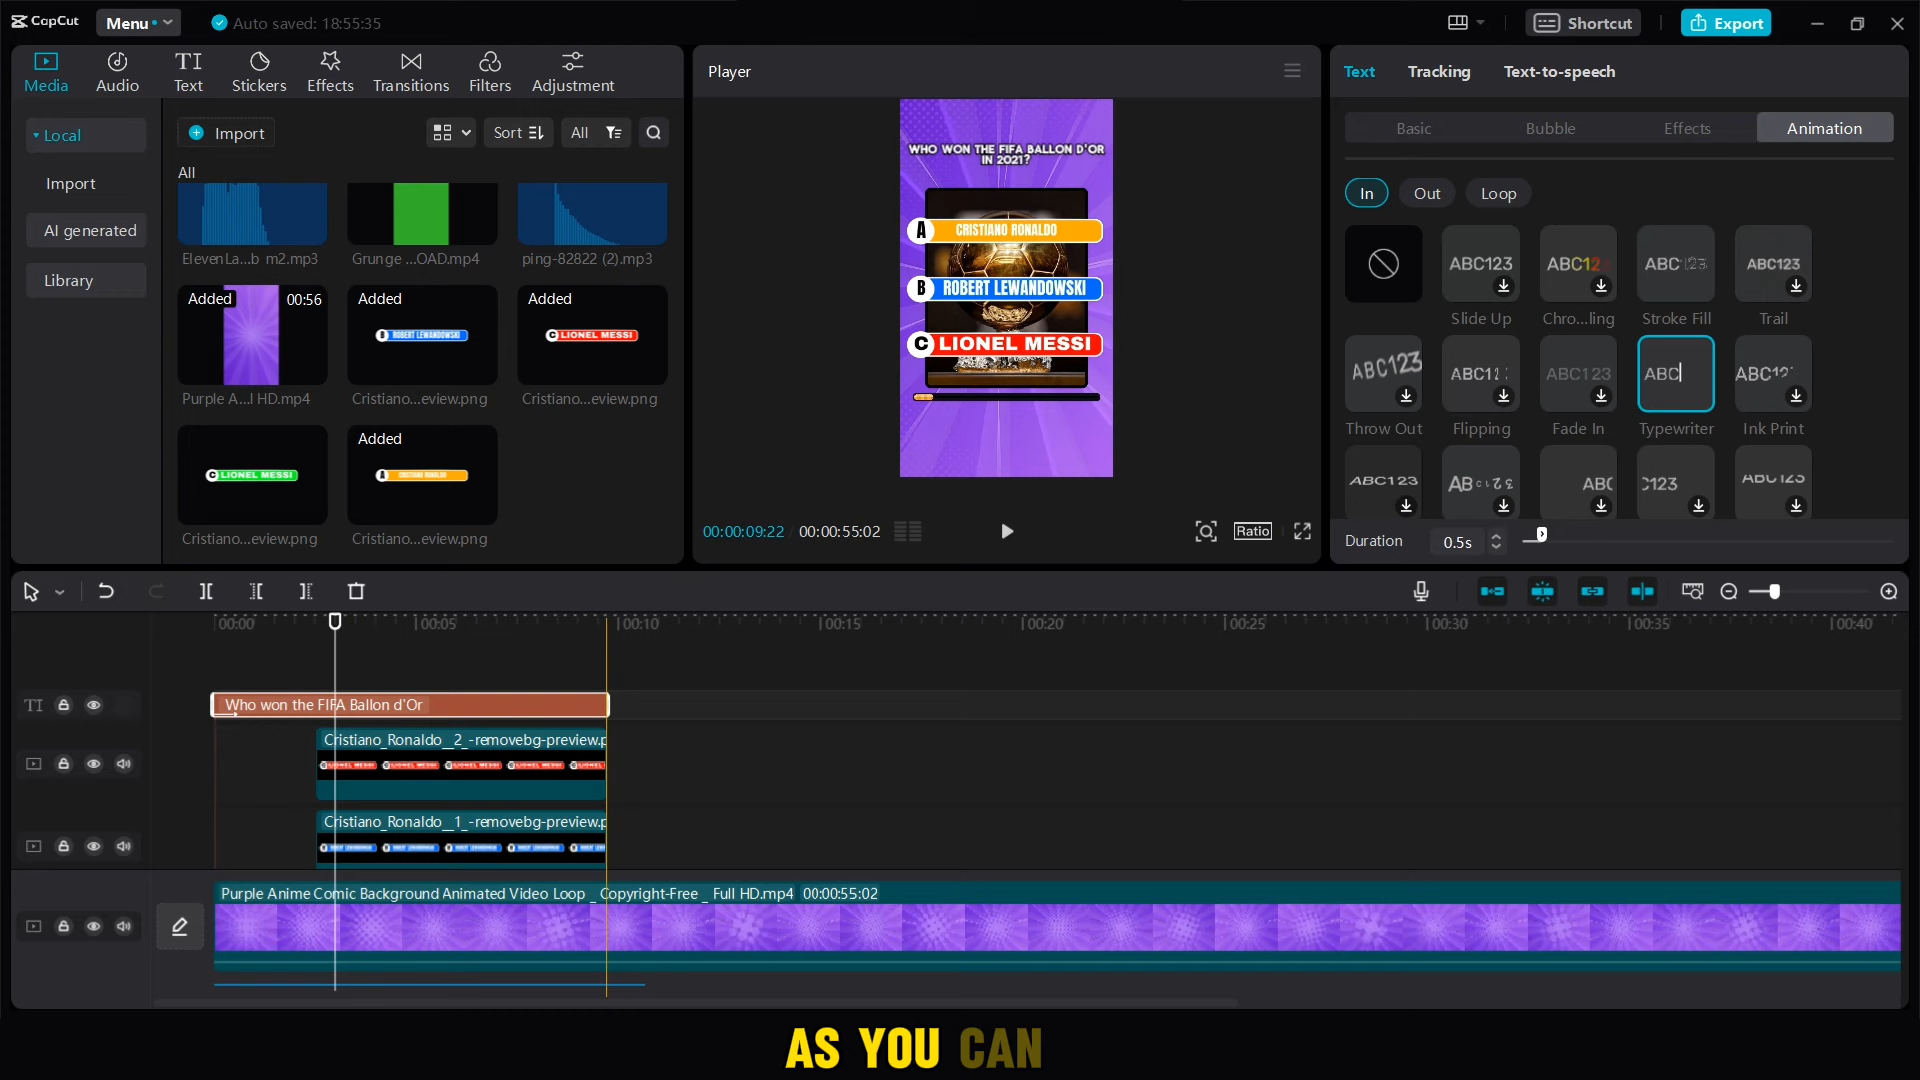 CapCut
Menu
Auto saved: 18:55:35
Shortcut
Export
Media
Audio
Text
Stickers
Effects
Transitions
Filters
Adjustment
Player
Text
Tracking
Text-to-speech
Local
Import
AI generated
Library
Import
Sort
All
All
ElevenLa...b m2.mp3
Grunge ...OAD.mp4
ping-82822 (2).mp3
Added
00:56
Added
B ROBERT LEWANDOWSKI
Added
C LIONEL MESSI
Purple A...l HD.mp4
Cristiano...eview.png
Cristiano...eview.png
C LIONEL MESSI
Added
A CRISTIANO RONALDO
Cristiano...eview.png
Cristiano...eview.png
WHO WON THE FIFA BALLON D'OR
IN 2021?
A CRISTIANO RONALDO
B ROBERT LEWANDOWSKI
C LIONEL MESSI
00:00:09:22 / 00:00:55:02
Ratio
Basic
Bubble
Effects
Animation
In
Out
Loop
ABC123
ABC12
ABC123
ABC123
Slide Up
Chro...ling
Stroke Fill
Trail
ABC123
ABC12
ABC123
ABC
ABC12
Throw Out
Flipping
Fade In
Typewriter
Ink Print
ABC123
ABC123
ABC
C123
ABC123
Duration
0.5s
00:00
00:05
00:10
00:15
00:20
00:25
00:30
00:35
00:40
TI
Who won the FIFA Ballon d'Or
Cristiano_Ronaldo__2_-removebg-preview.p
C LIONEL MESSI C LIONEL MESSI C LIONEL MESSI C LIONEL MESSI C LIONEL
Cristiano_Ronaldo__1_-removebg-preview.p
Purple Anime Comic Background Animated Video Loop _ Copyright-Free _ Full HD.mp4 00:00:55:02
AS YOU CAN